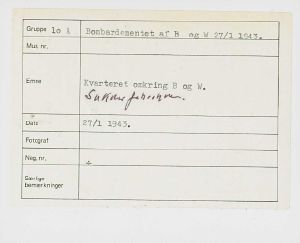 Gruppe 10 k Bombardementet af B og W 27/1 1943.
Mus. nr.
Emne Kvarteret omkring B og W.
Sukkerfabrikken.
Dato 27/1 1943.
Fotograf
Neg. nr.
Særlige
bemærkninger